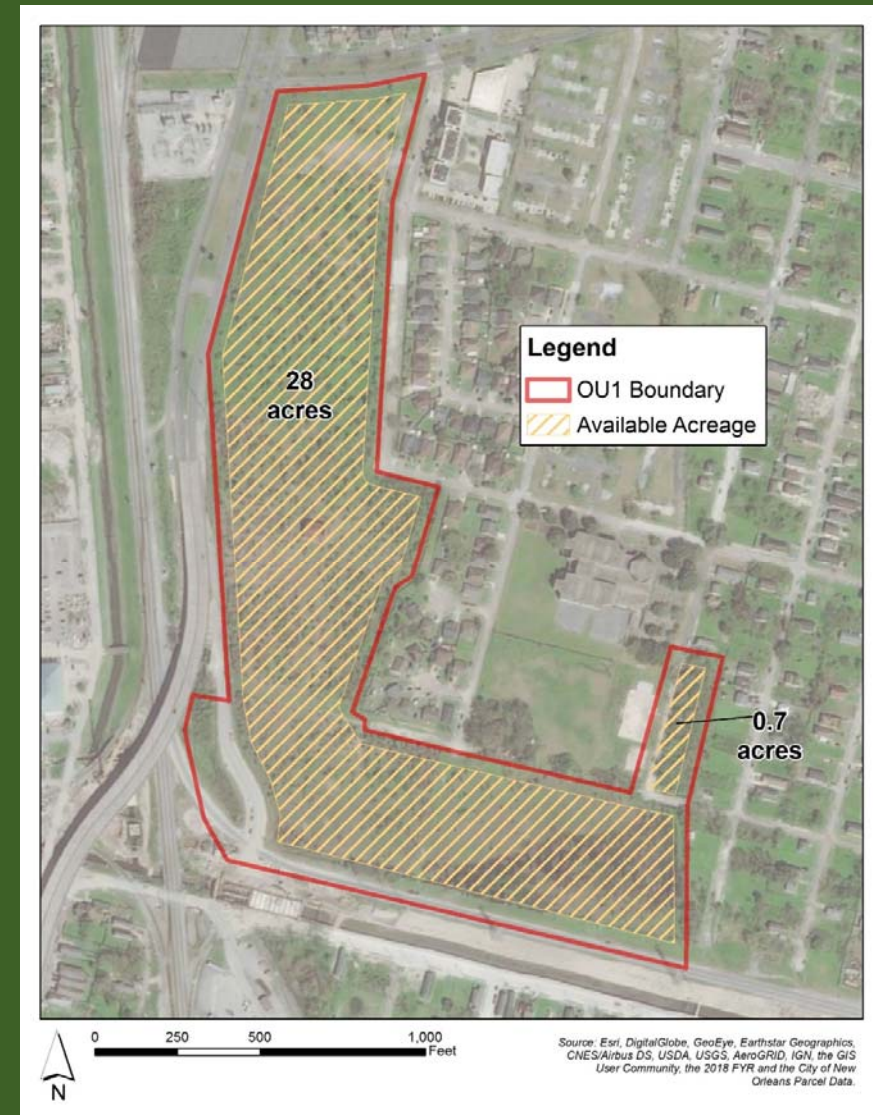 28
acres
Legend
OU1 Boundary
Available Acreage
0.7
acres
0 250 500 1,000
Feet
N
Source: Esri, DigitalGlobe, GeoEye, Earthstar Geographics,
CNES/Airbus DS, USDA, USGS, AeroGRID, IGN, the GIS
User Community, the 2018 FYR and the City of New
Orleans Parcel Data.